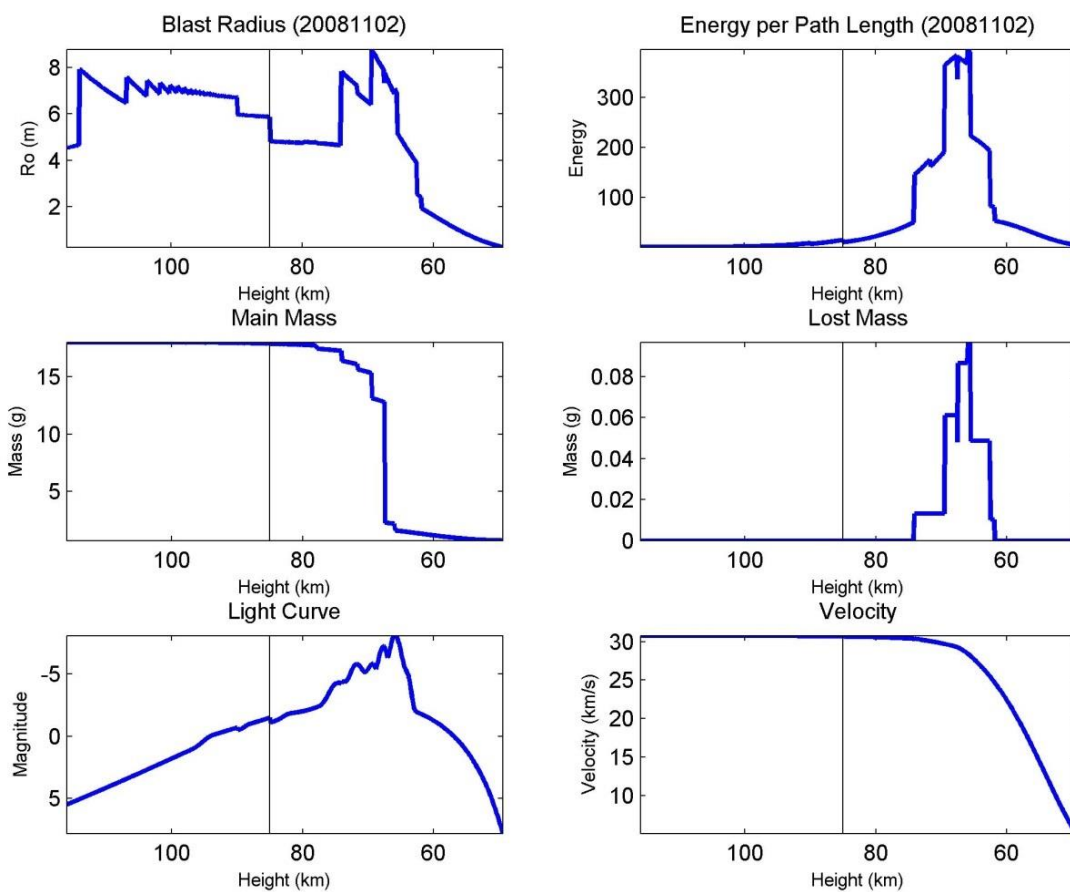 Blast Radius (20081102)
Ro (m)
8
6
4
2
100 80 60
Height (km)
Energy per Path Length (20081102)
Energy
300
200
100
100 80 60
Height (km)
Main Mass
Mass (g)
15
10
5
100 80 60
Height (km)
Lost Mass
Mass (g)
0.08
0.06
0.04
0.02
0
100 80 60
Height (km)
Light Curve
Magnitude
-5
0
5
100 80 60
Height (km)
Velocity
Velocity (km/s)
30
25
20
15
10
100 80 60
Height (km)